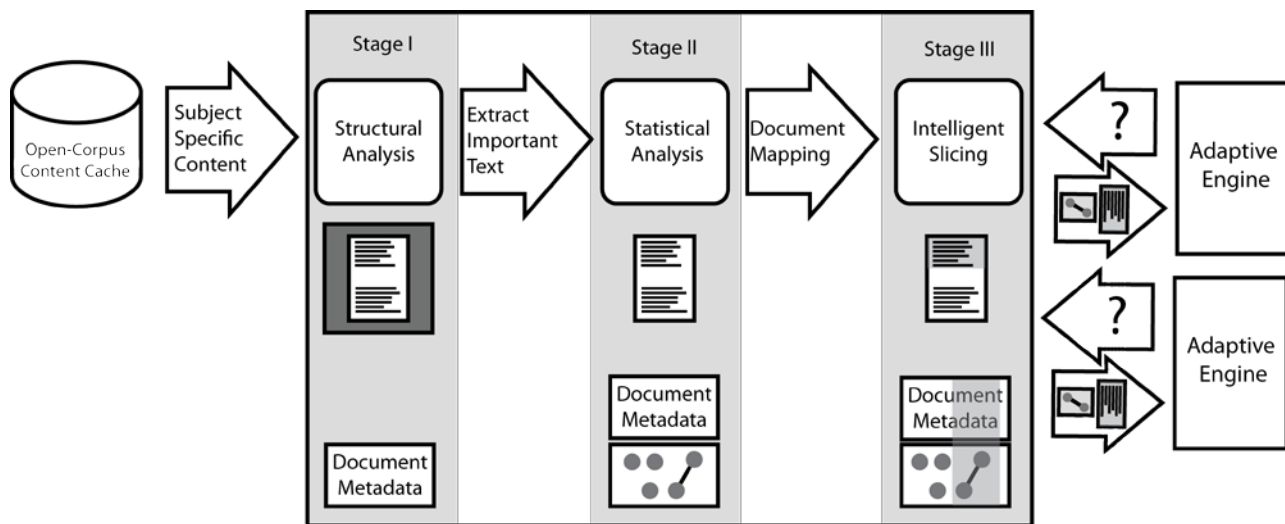 Open-Corpus
Content Cache
Subject
Specific
Content
Stage I
Structural
Analysis
Document
Metadata
Extract
Important
Text
Stage II
Statistical
Analysis
Document
Metadata
Document
Mapping
Stage III
Intelligent
Slicing
Document
Metadata
?
Adaptive
Engine
?
Adaptive
Engine